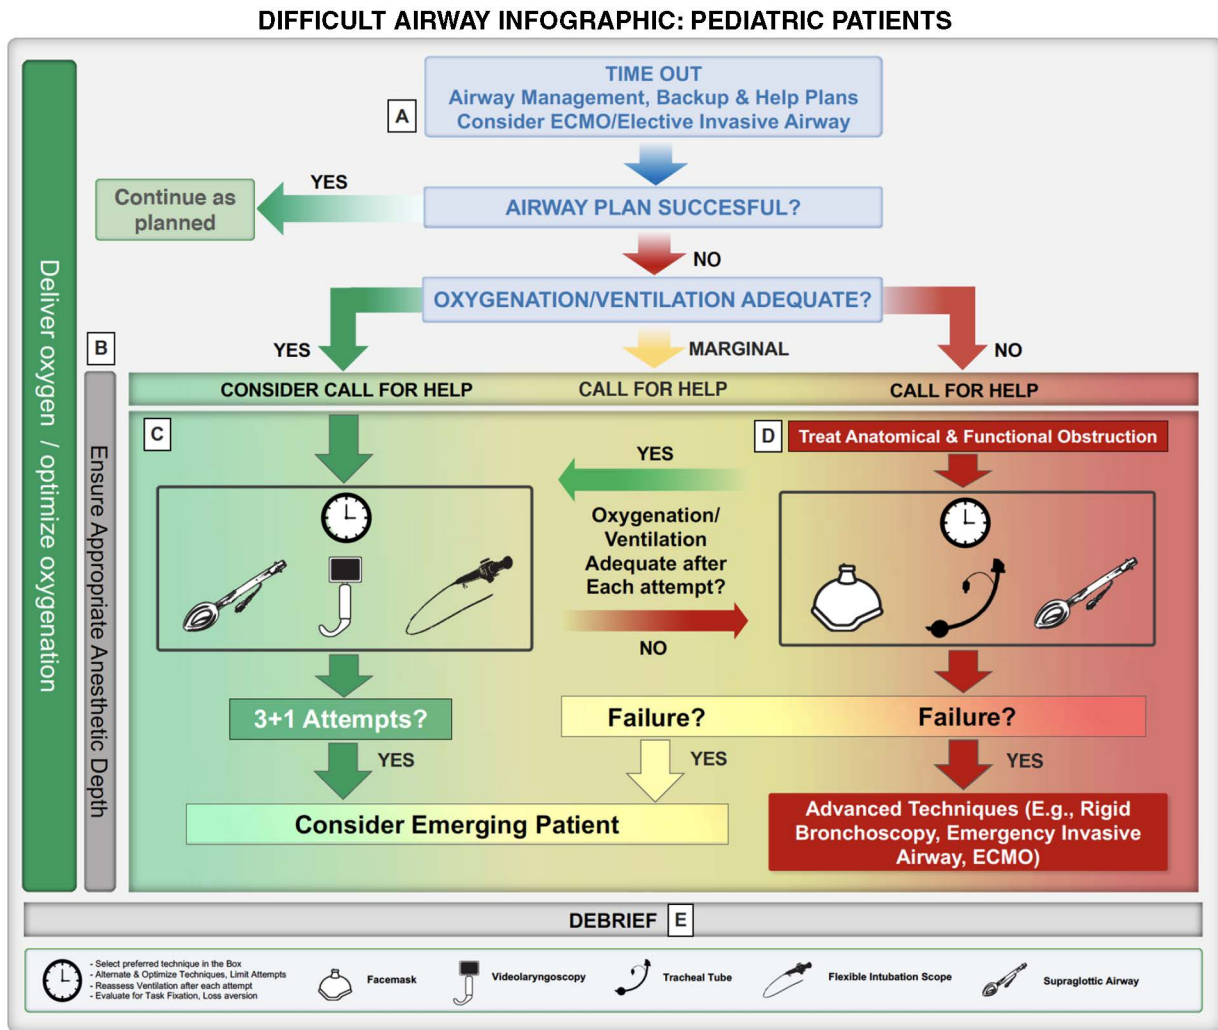 DIFFICULT AIRWAY INFOGRAPHIC: PEDIATRIC PATIENTS
TIME OUT
Airway Management, Backup & Help Plans
Consider ECMO/Elective Invasive Airway
A
YES
Continue as
planned
AIRWAY PLAN SUCCESFUL?
NO
OXYGENATION/VENTILATION ADEQUATE?
Deliver oxygen / optimize oxygenation
B
YES
MARGINAL
NO
Ensure Appropriate Anesthetic Depth
CONSIDER CALL FOR HELP
CALL FOR HELP
CALL FOR HELP
C
D
Treat Anatomical & Functional Obstruction
YES
Oxygenation/
Ventilation
Adequate after
Each attempt?
NO
3+1 Attempts?
Failure?
Failure?
YES
YES
YES
Consider Emerging Patient
Advanced Techniques (E.g., Rigid
Bronchoscopy, Emergency Invasive
Airway, ECMO)
DEBRIEF
E
- Select preferred technique in the Box
- Alternate & Optimize Techniques, Limit Attempts
- Reassess Ventilation after each attempt
- Evaluate for Task Fixation, Loss aversion
Facemask
Videolaryngoscopy
Tracheal Tube
Flexible Intubation Scope
Supraglottic Airway